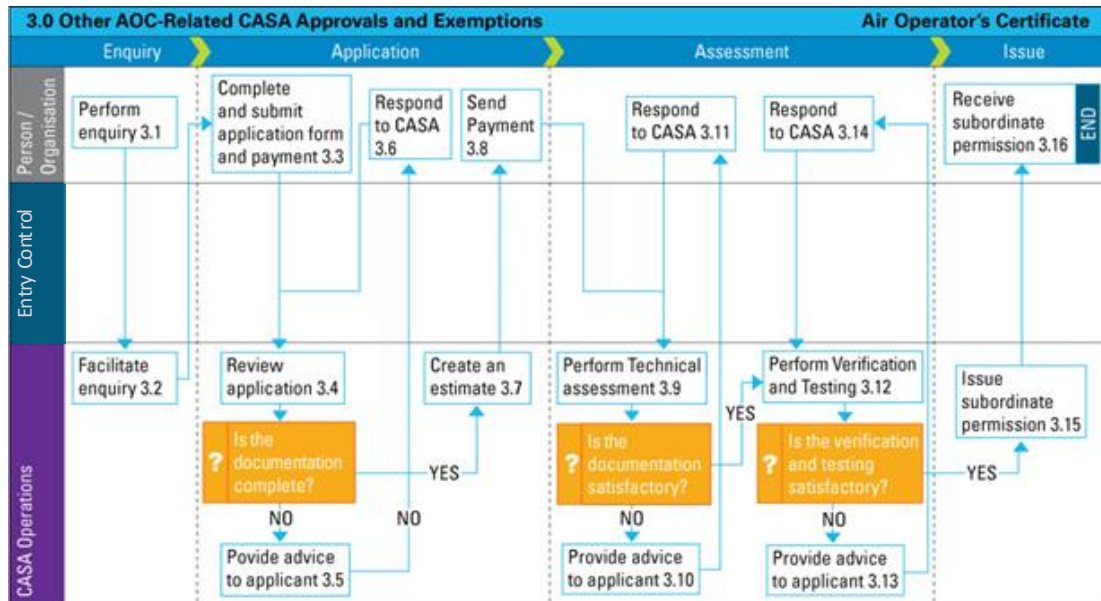 3.0 Other AOC-Related CASA Approvals and Exemptions
Air Operator's Certificate
Enquiry
Application
Assessment
Issue
Person /
Organisation
Perform
enquiry 3.1
Complete
and submit
application form
and payment 3.3
Respond
to CASA
3.6
Send
Payment
3.8
Respond
to CASA 3.11
Respond
to CASA 3.14
Receive
subordinate
permission 3.16
END
Entry Control
CASA Operations
Facilitate
enquiry 3.2
Review
application 3.4
Create an
estimate 3.7
Perform Technical
assessment 3.9
Perform Verification
and Testing 3.12
Issue
subordinate
permission 3.15
?
Is the
documentation
complete?
YES
NO
NO
Povide advice
to applicant 3.5
?
Is the
documentation
satisfactory?
YES
NO
Provide advice
to applicant 3.10
?
Is the verification
and testing
satisfactory?
YES
NO
Provide advice
to applicant 3.13